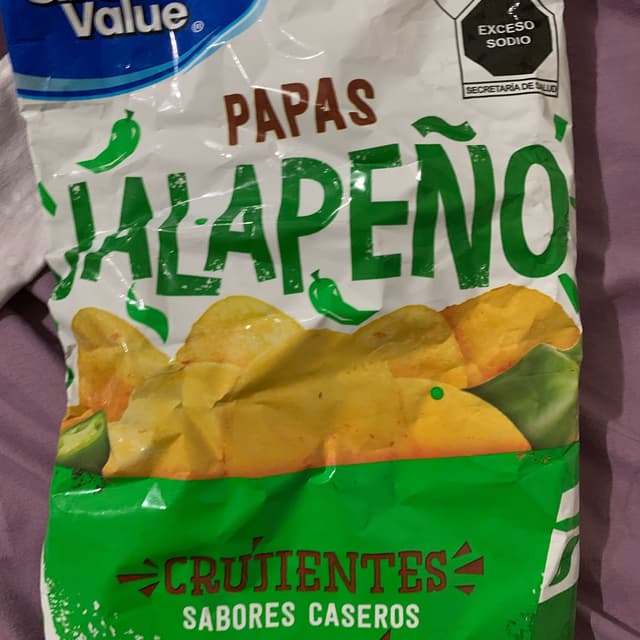 Value®
EXCESO
SODIO
SECRETARÍA DE SALUD
PAPAS
JALAPEÑO
CRUJIENTES
SABORES CASEROS